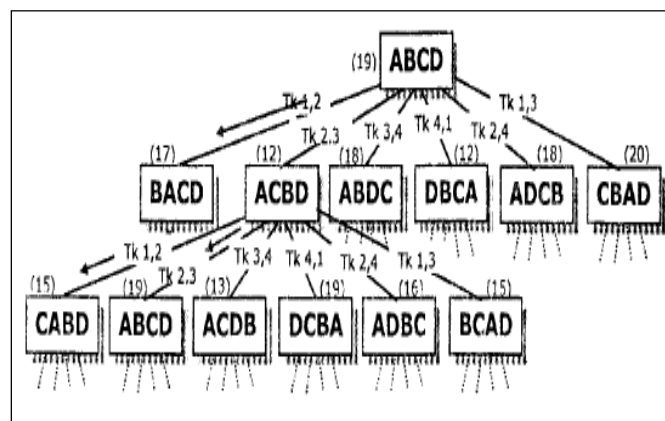 (19) ABCD
Tk 1,2 Tk 2.3 Tk 3,4 Tk 4,1 Tk 2,4 Tk 1,3
(17) (12) (18) (12) (18) (20)
BACD ACBD ABDC DBCA ADCB CBAD
Tk 1,2 Tk 2.3 Tk 3,4 Tk 4,1 Tk 2,4 Tk 1,3
(15) (19) (13) (19) (16) (15)
CABD ABCD ACDB DCBA ADBC BCAD